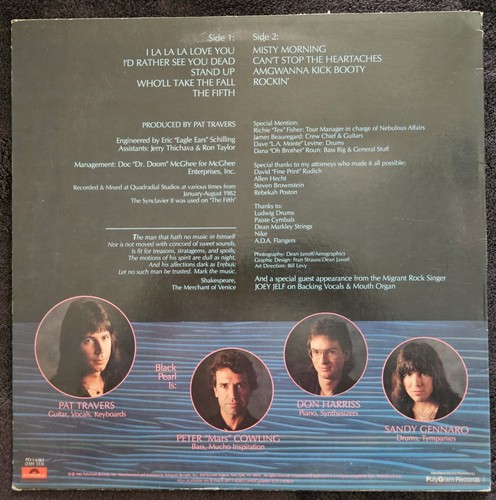 Side 1:
I LA LA LA LOVE YOU
I'D RATHER SEE YOU DEAD
STAND UP
WHO'LL TAKE THE FALL
THE FIFTH
PRODUCED BY PAT TRAVERS
Engineered by Eric "Eagle Ears" Schilling
Assistants: Jerry Thichava & Ron Taylor
Management: Doc "Dr. Doom" McGhee for McGhee
Enterprises, Inc.
Recorded & Mixed at Quadradial Studios at various times from
January-August 1982
The Synclavier II was used on "The Fifth"
The man that hath no music in himself
Nor is not moved with concord of sweet sounds,
Is fit for treasons, stratagems, and spoils;
The motions of his spirit are dull as night,
And his affections dark as Erebus;
Let no such man be trusted. Mark the music.
Shakespeare,
The Merchant of Venice
Side 2:
MISTY MORNING
CAN'T STOP THE HEARTACHES
AMGWANNA KICK BOOTY
ROCKIN'
Special Mention:
Richie "Tex" Fisher: Tour Manager in charge of Nebulous Affairs
James Beauregard: Crew Chief & Guitars
Dave "L.A. Monte" Levine: Drums
Dana "Oh Brother" Roun: Bass Rig & General Stuff
Special thanks to my attorneys who made it all possible:
David "Fine Print" Rudich
Allen Hecht
Steven Brownstein
Rebekah Poston
Thanks to:
Ludwig Drums
Paiste Cymbals
Dean Markley Strings
Nike
A.D.A. Flangers
Photography: Dean Janoff/Aerographics
Graphic Design: Fran Strauss/Dean Janoff
Art Direction: Bill Levy
And a special guest appearance from the Migrant Rock Singer
JOEY JELF on Backing Vocals & Mouth Organ
Black
Pearl
Is:
PAT TRAVERS
Guitar, Vocals, Keyboards
PETER "Mars" COWLING
Bass, Mucho Inspiration
DON HARRISS
Piano, Synthesizers
SANDY GENNARO
Drums, Tympanies
PolyGram Records